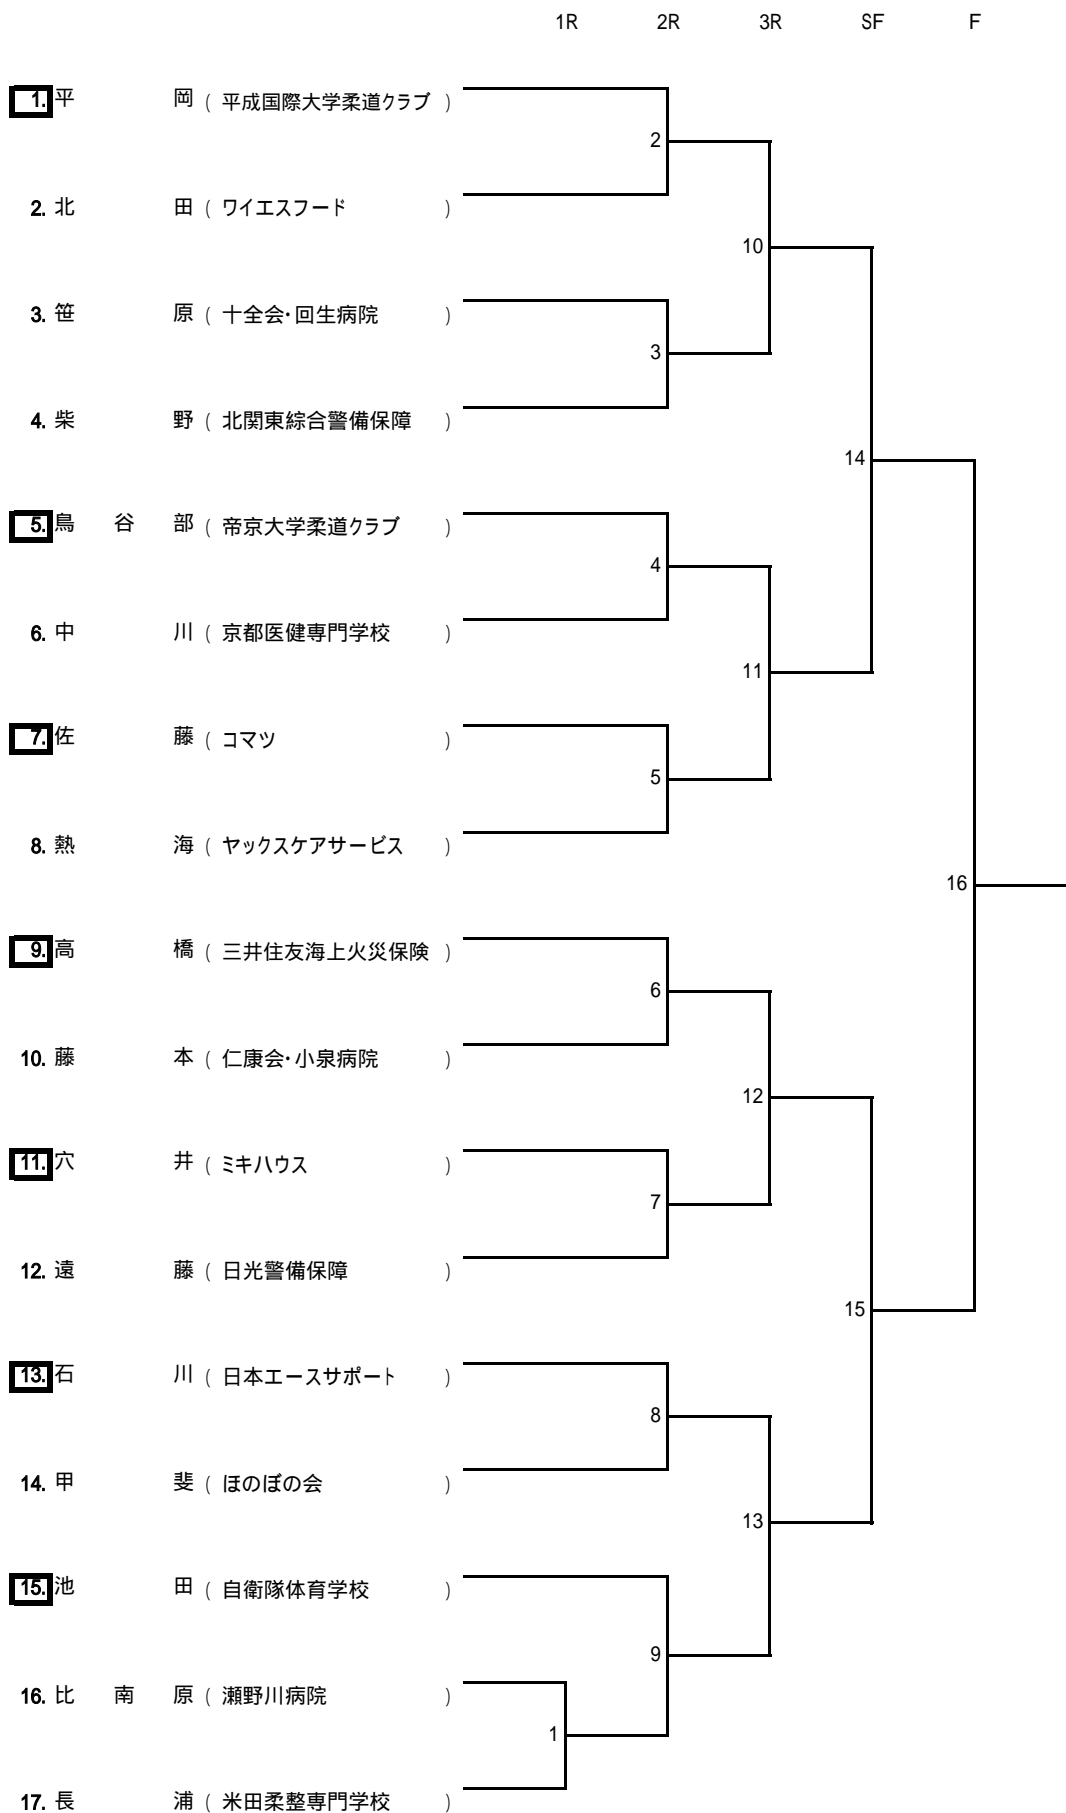 1R 2R 3R SF F
1. 平 岡 ( 平成国際大学柔道クラブ )
2
2. 北 田 ( ワイエスフード )
10
3. 笹 原 ( 十全会・回生病院 )
3
4. 柴 野 ( 北関東綜合警備保障 )
14
5. 鳥 谷 部 ( 帝京大学柔道クラブ )
4
6. 中 川 ( 京都医健専門学校 )
11
7. 佐 藤 ( コマツ )
5
8. 熱 海 ( ヤックスケアサービス )
16
9. 高 橋 ( 三井住友海上火災保険 )
6
10. 藤 本 ( 仁康会・小泉病院 )
12
11. 穴 井 ( ミキハウス )
7
12. 遠 藤 ( 日光警備保障 )
15
13. 石 川 ( 日本エースサポート )
8
14. 甲 斐 ( ほのぼの会 )
13
15. 池 田 ( 自衛隊体育学校 )
9
16. 比 南 原 ( 瀬野川病院 )
1
17. 長 浦 ( 米田柔整専門学校 )